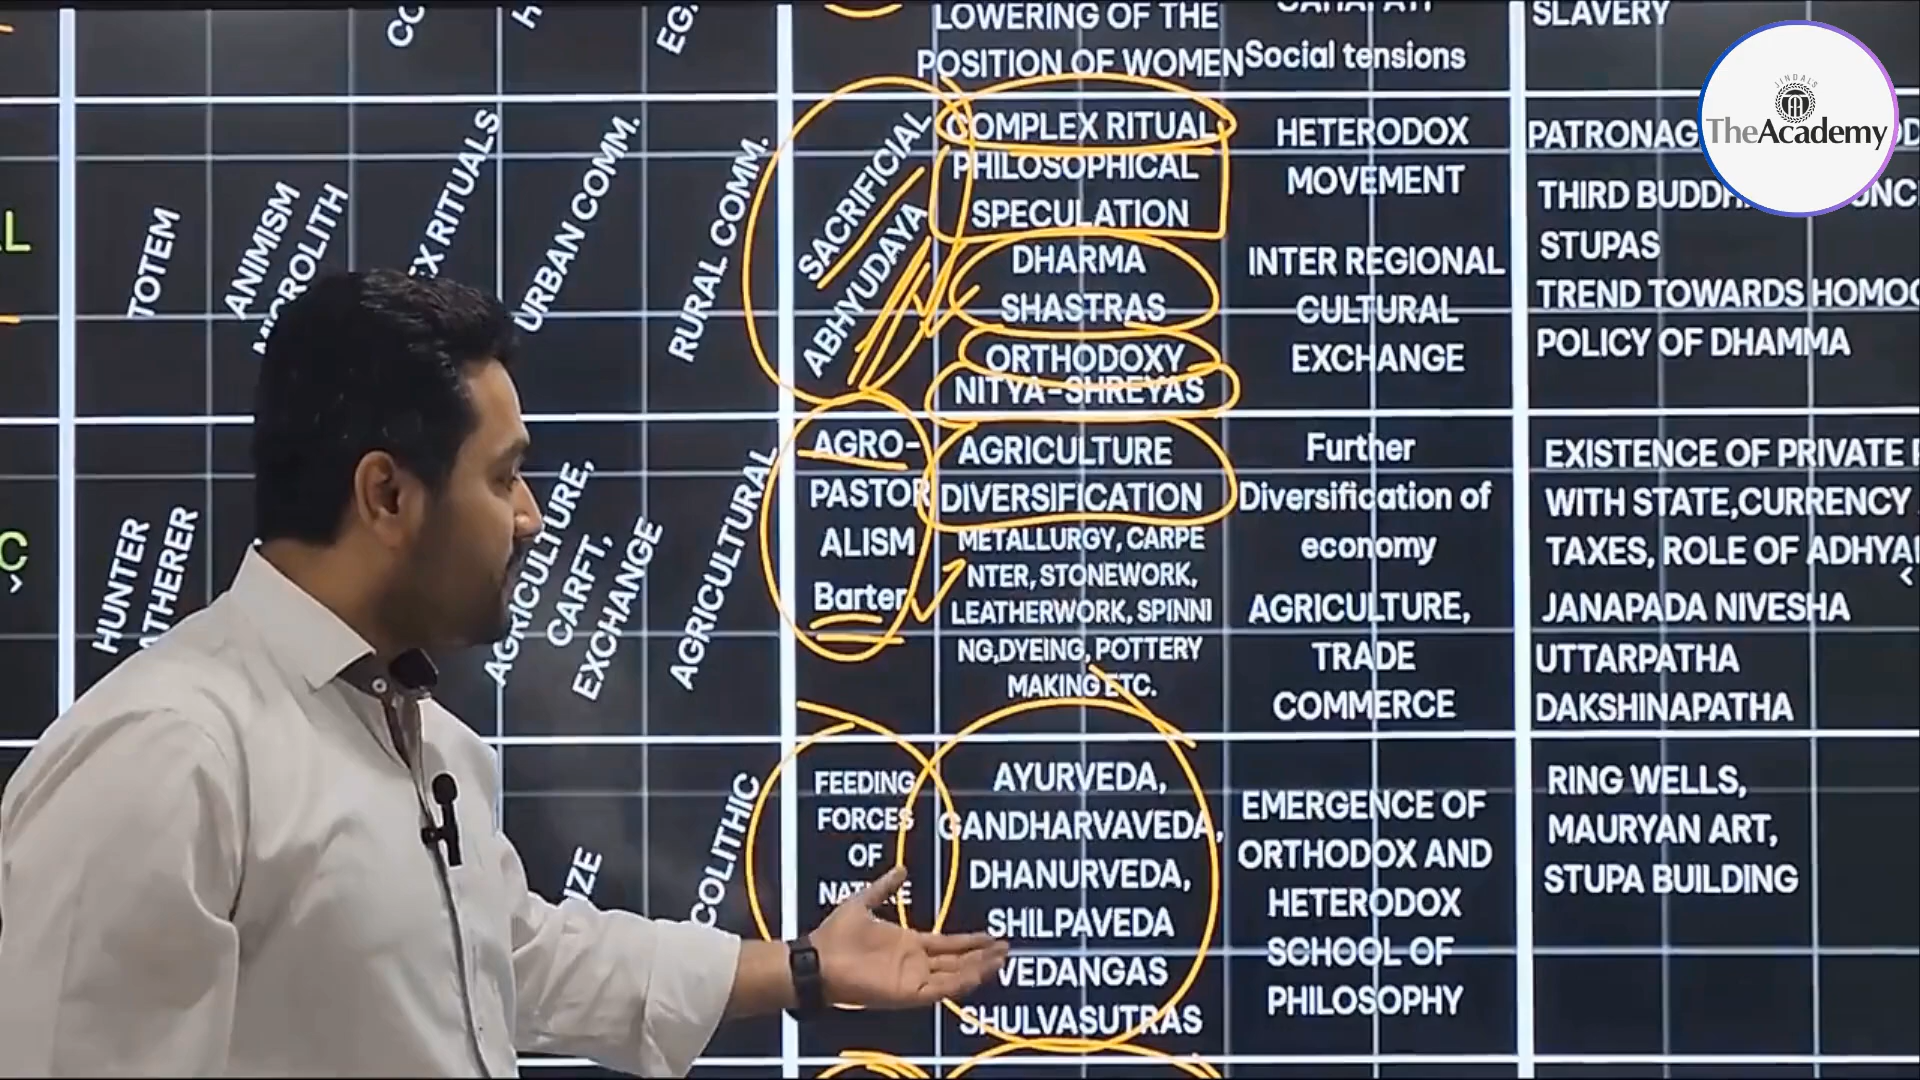 LOWERING OF THE
POSITION OF WOMEN
Social tensions
SLAVERY
JINDALS
TheAcademy
TOTEM
ANIMISM
URBAN COMM.
RURAL COMM.
SACRIFICIAL
ABHYUDAYA
COMPLEX RITUAL
PHILOSOPHICAL
SPECULATION
DHARMA
SHASTRAS
ORTHODOXY
NITYA-SHREYAS
HETERODOX
MOVEMENT
INTER REGIONAL
CULTURAL
EXCHANGE
PATRONAG
THIRD BUDDH
STUPAS
TREND TOWARDS HOMO
POLICY OF DHAMMA
HUNTER
ATHERER
AGRICULTURE,
CARFT,
EXCHANGE
AGRICULTURAL
AGRO-
PASTOR
ALISM
Barter
AGRICULTURE
DIVERSIFICATION
METALLURGY, CARPE
NTER, STONEWORK,
LEATHERWORK, SPINNI
NG,DYEING, POTTERY
MAKING ETC.
Further
Diversification of
economy
AGRICULTURE,
TRADE
COMMERCE
EXISTENCE OF PRIVATE
WITH STATE,CURRENCY
TAXES, ROLE OF ADHYA
JANAPADA NIVESHA
UTTARPATHA
DAKSHINAPATHA
COLITHIC
FEEDING
FORCES
OF
AYURVEDA,
GANDHARVAVEDA,
DHANURVEDA,
SHILPAVEDA
VEDANGAS
SHULVASUTRAS
EMERGENCE OF
ORTHODOX AND
HETERODOX
SCHOOL OF
PHILOSOPHY
RING WELLS,
MAURYAN ART,
STUPA BUILDING